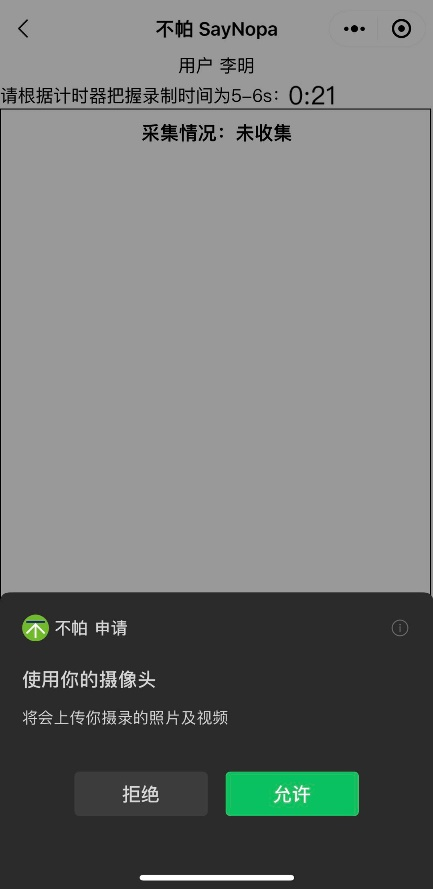 不帕 SayNopa
用户 李明
请根据计时器把握录制时间为5-6s：0:21
采集情况：未收集
不帕 申请
使用你的摄像头
将会上传你摄录的照片及视频
拒绝
允许